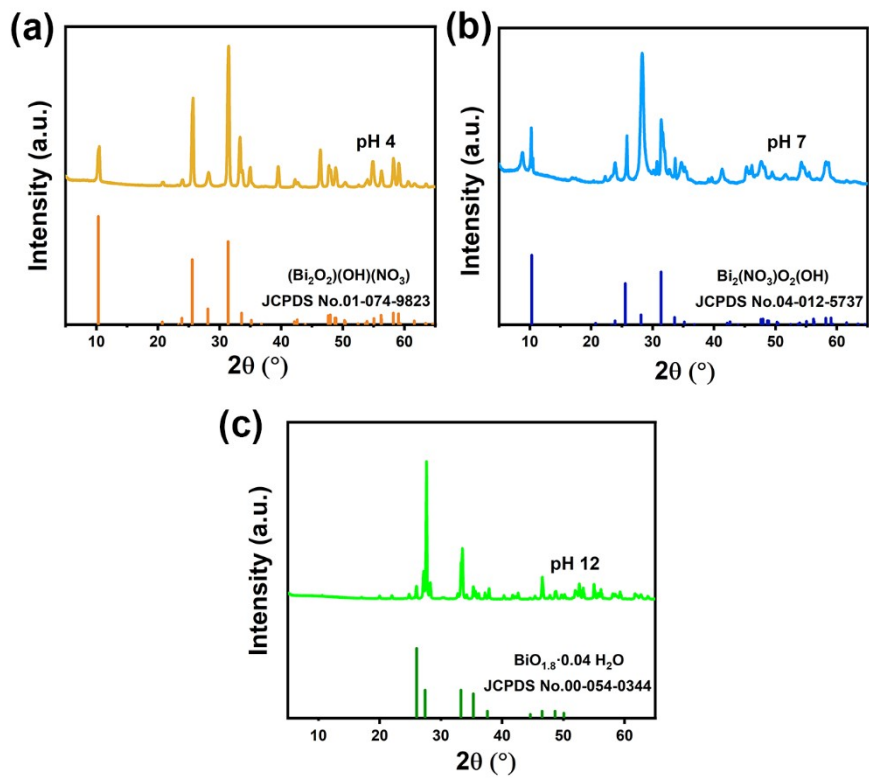 (a)
Intensity (a.u.)
pH 4
(Bi₂O₂)(OH)(NO₃)
JCPDS No.01-074-9823
10 20 30 40 50 60
2θ (°)
(b)
Intensity (a.u.)
pH 7
Bi₂(NO₃)O₂(OH)
JCPDS No.04-012-5737
10 20 30 40 50 60
2θ (°)
(c)
Intensity (a.u.)
pH 12
BiO₁.₈·0.04 H₂O
JCPDS No.00-054-0344
10 20 30 40 50 60
2θ (°)